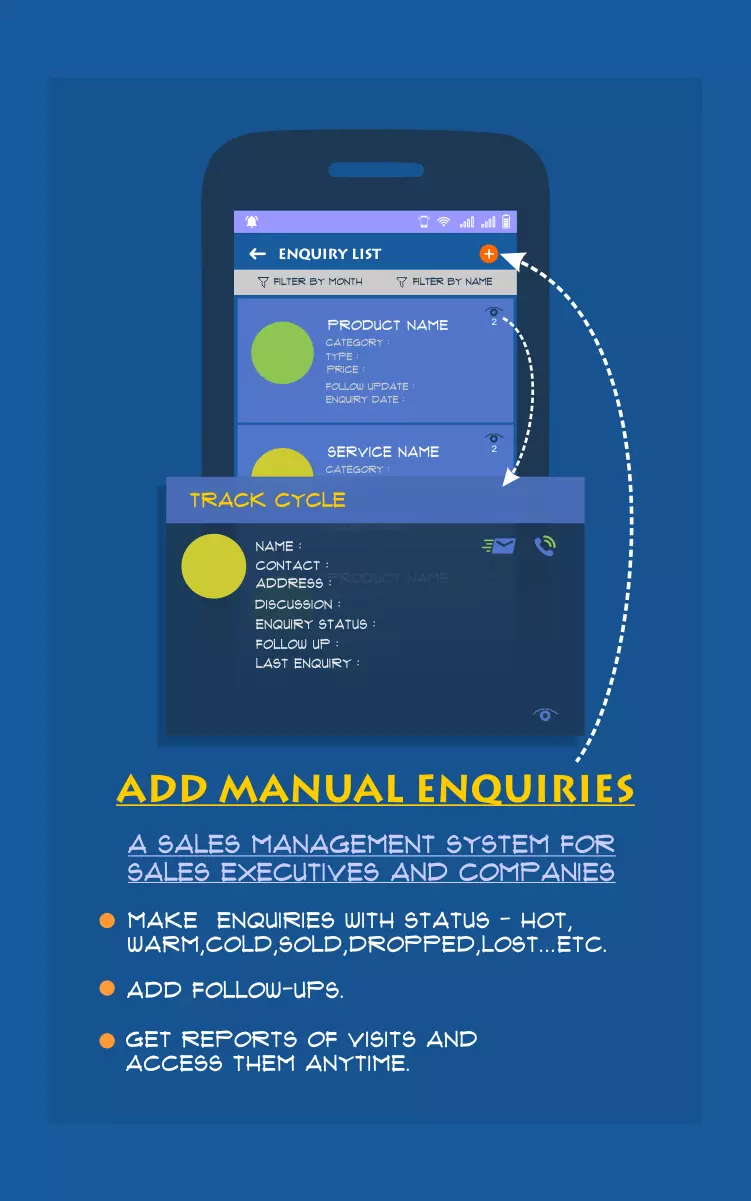 ENQUIRY LIST
FILTER BY MONTH FILTER BY NAME
PRODUCT NAME
2
CATEGORY :
TYPE :
PRICE :
FOLLOW UPDATE :
ENQUIRY DATE :
SERVICE NAME
2
CATEGORY :
TRACK CYCLE
NAME :
CONTACT :
ADDRESS :
PRODUCT NAME
DISCUSSION :
ENQUIRY STATUS :
FOLLOW UP :
LAST ENQUIRY :
ADD MANUAL ENQUIRIES
A SALES MANAGEMENT SYSTEM FOR
SALES EXECUTIVES AND COMPANIES
MAKE ENQUIRIES WITH STATUS - HOT,
WARM,COLD,SOLD,DROPPED,LOST...ETC.
ADD FOLLOW-UPS.
GET REPORTS OF VISITS AND
ACCESS THEM ANYTIME.